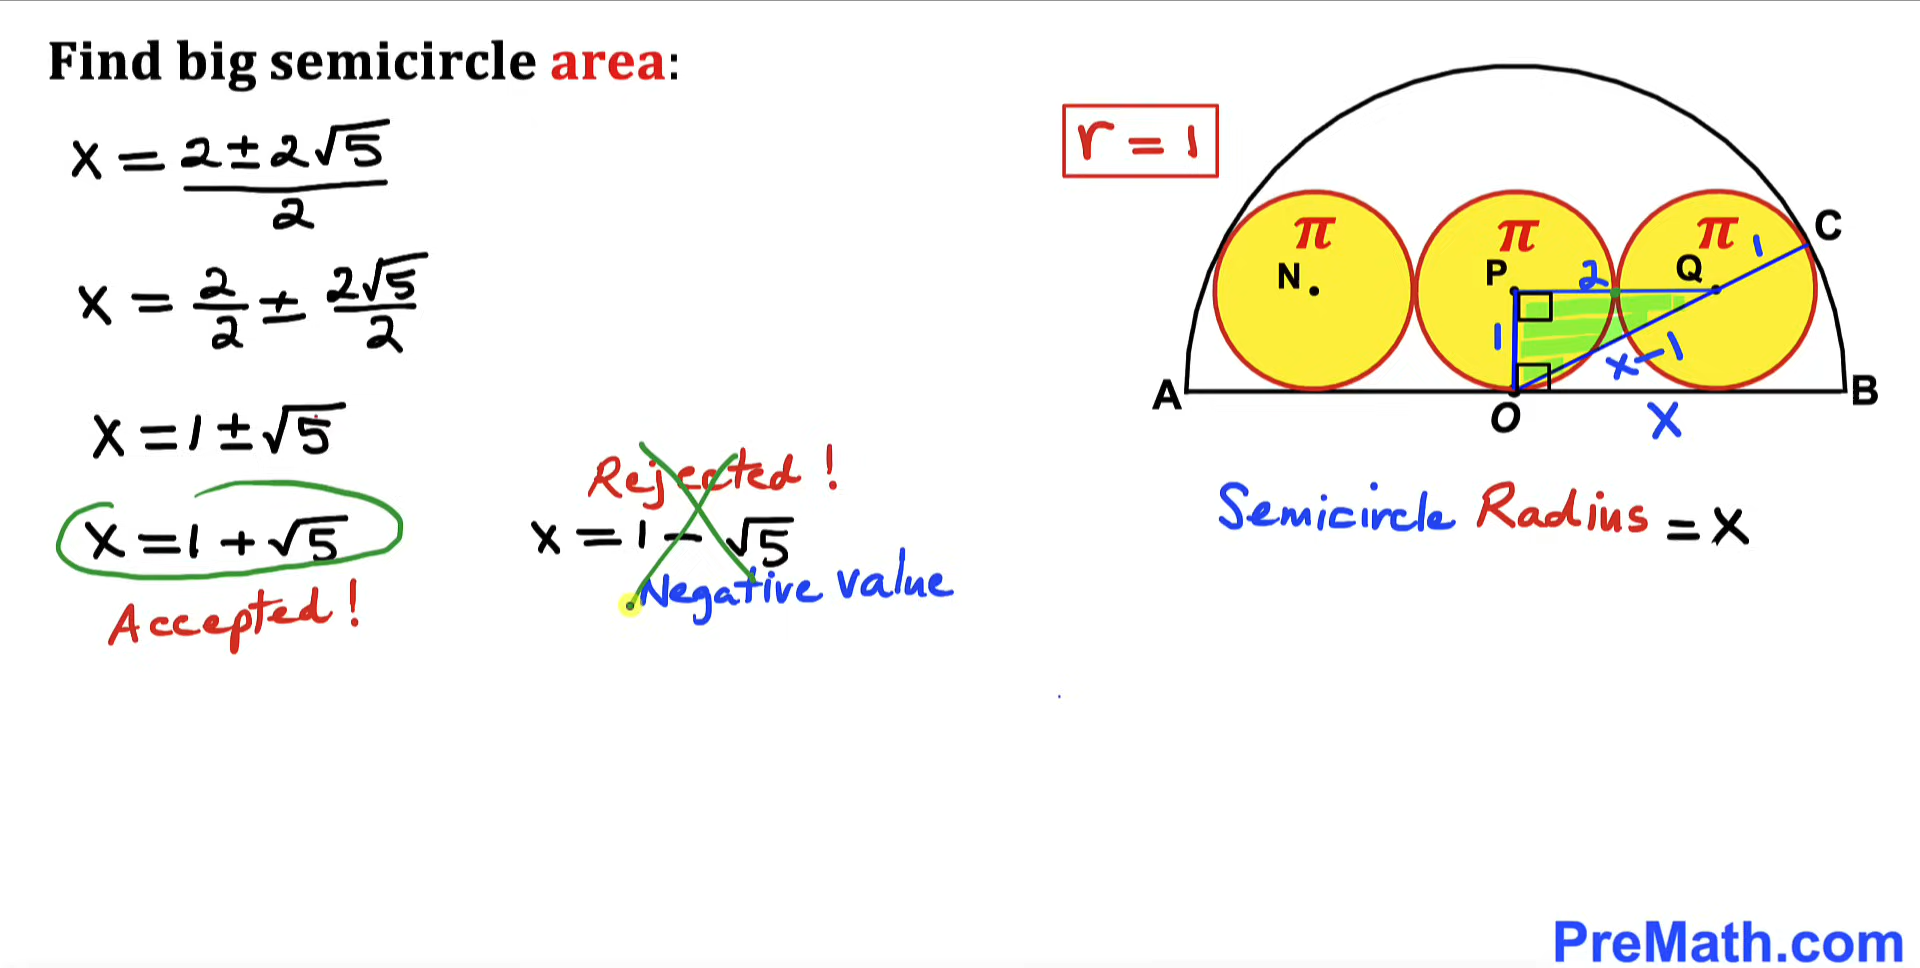 Find big semicircle area:
x = 2 ± 2√5 / 2
x = 2/2 ± 2√5/2
x = 1 ± √5
x = 1 + √5
Accepted!
Rejected!
x = 1 - √5
Negative value
r = 1
π π π 1 C
N P 2 Q
1 x-1
A O x B
Semicircle Radius = x
PreMath.com